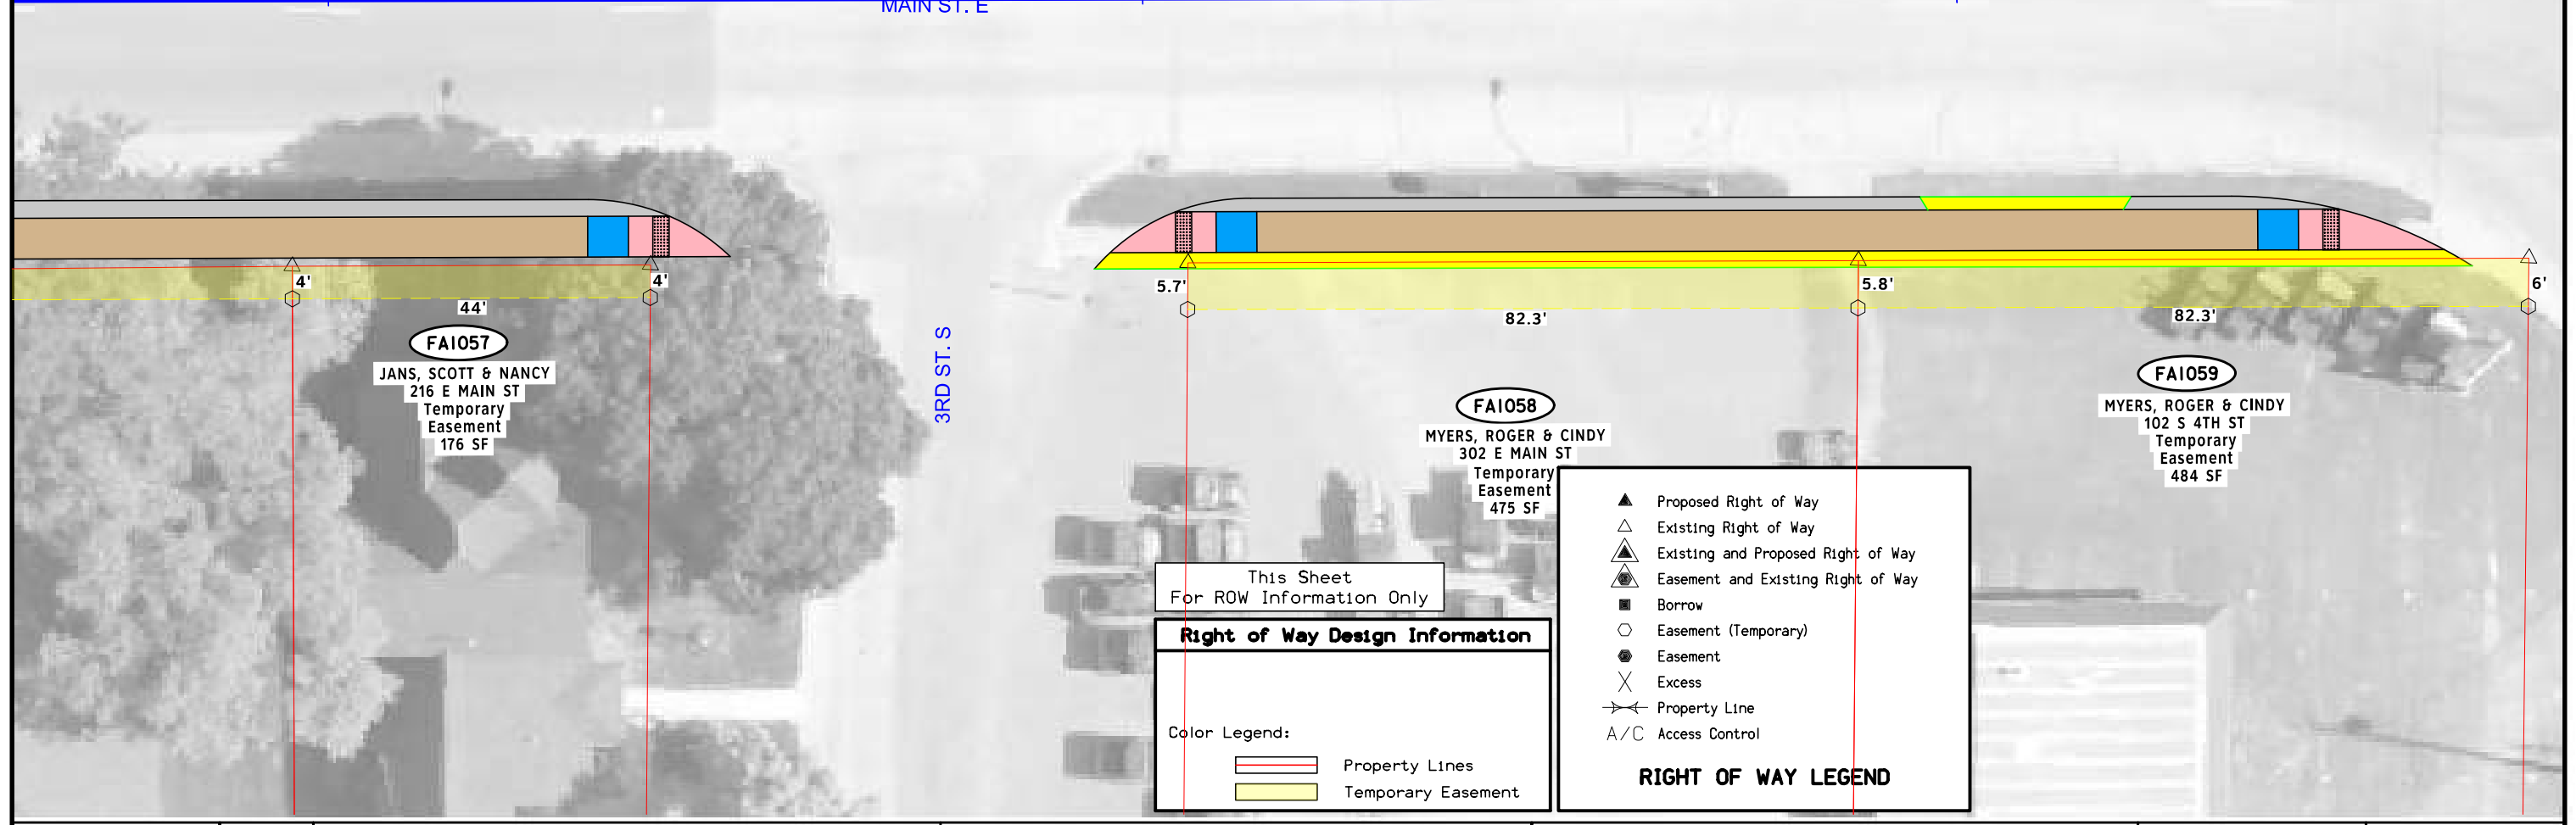 MAIN ST. E
4'
4'
44'
FA1057
JANS, SCOTT & NANCY
216 E MAIN ST
Temporary
Easement
176 SF
3RD ST. S
5.7'
82.3'
5.8'
82.3'
6'
FA1058
MYERS, ROGER & CINDY
302 E MAIN ST
Temporary
Easement
475 SF
FA1059
MYERS, ROGER & CINDY
102 S 4TH ST
Temporary
Easement
484 SF
This Sheet
For ROW Information Only
Right of Way Design Information
Color Legend:
Property Lines
Temporary Easement
Proposed Right of Way
Existing Right of Way
Existing and Proposed Right of Way
Easement and Existing Right of Way
Borrow
Easement (Temporary)
Easement
Excess
Property Line
A/C Access Control
RIGHT OF WAY LEGEND